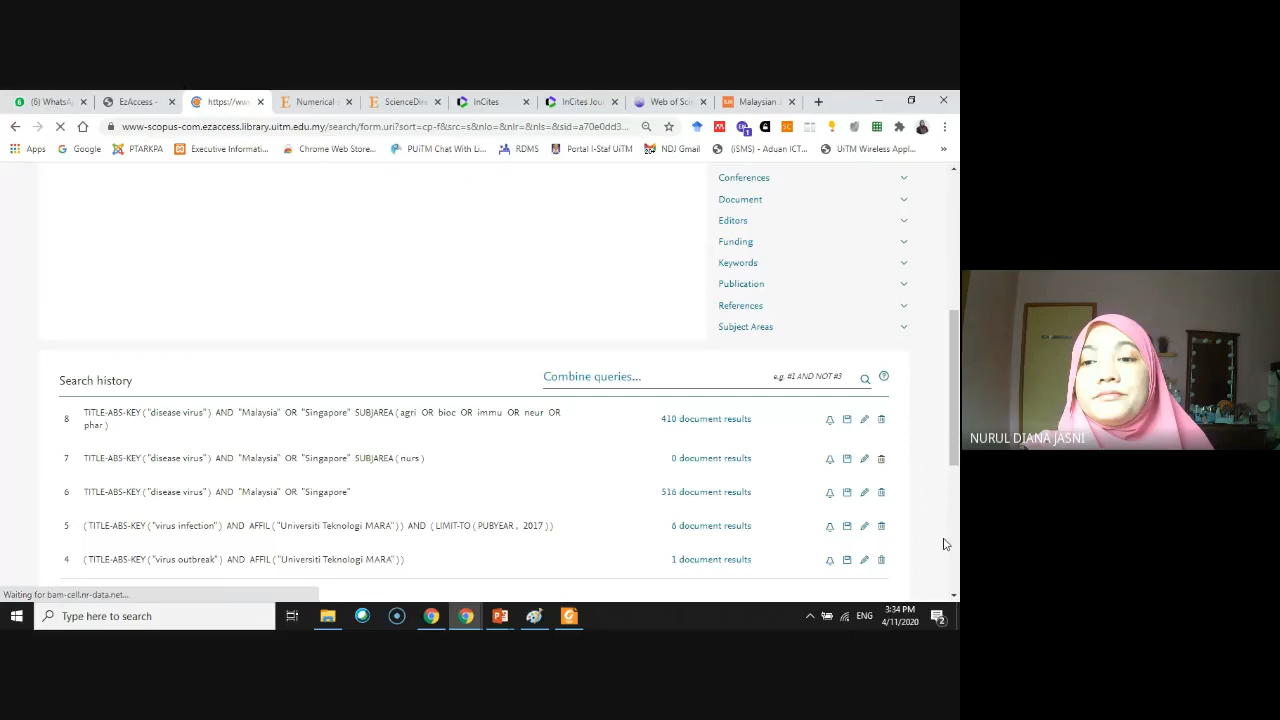 (6) WhatsA
EzAccess -
https://ww
Numerical
ScienceDire
InCites
InCites Jou
Web of Sci
Malaysian
www-scopus-com.ezaccess.library.uitm.edu.my/search/form.uri?sort=cp-f&src=s&nlo=&nlr=&nls=&sid=a70e0dd3...
Apps
Google
PTARKPA
Executive Informati...
Chrome Web Store...
PUiTM Chat With Li...
RDMS
Portal I-Staf UiTM
NDJ Gmail
(iSMS) • Aduan ICT...
UiTM Wireless Appl...
»
Conferences
Document
Editors
Funding
Keywords
Publication
References
Subject Areas
Search history
Combine queries...
e.g. #1 AND NOT #3
8 TITLE-ABS-KEY ( "disease virus" ) AND "Malaysia" OR "Singapore" SUBJAREA ( agri OR bioc OR immu OR neur OR
phar )
410 document results
7 TITLE-ABS-KEY ( "disease virus" ) AND "Malaysia" OR "Singapore" SUBJAREA ( nurs )
0 document results
6 TITLE-ABS-KEY ( "disease virus" ) AND "Malaysia" OR "Singapore"
516 document results
5 ( TITLE-ABS-KEY ( "virus infection" ) AND AFFIL ( "Universiti Teknologi MARA" ) ) AND ( LIMIT-TO ( PUBYEAR , 2017 ) )
6 document results
4 ( TITLE-ABS-KEY ( "virus outbreak" ) AND AFFIL ( "Universiti Teknologi MARA" ) )
1 document results
Waiting for bam-cell.nr-data.net...
Type here to search
ENG
3:34 PM
4/11/2020
2
NURUL DIANA JASNI